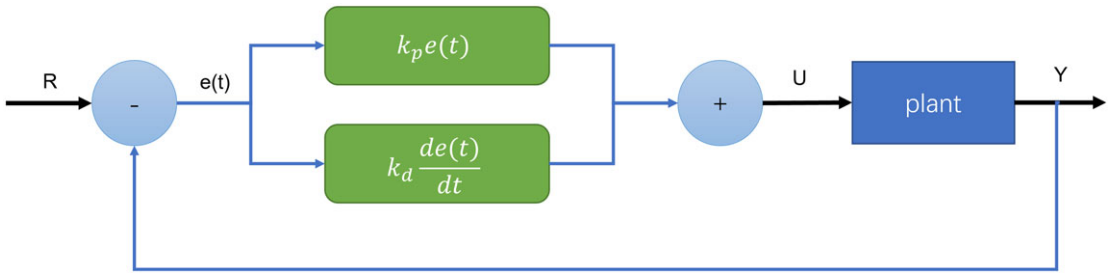 R
-
e(t)
k_p e(t)
k_d de(t)/dt
+
U
plant
Y